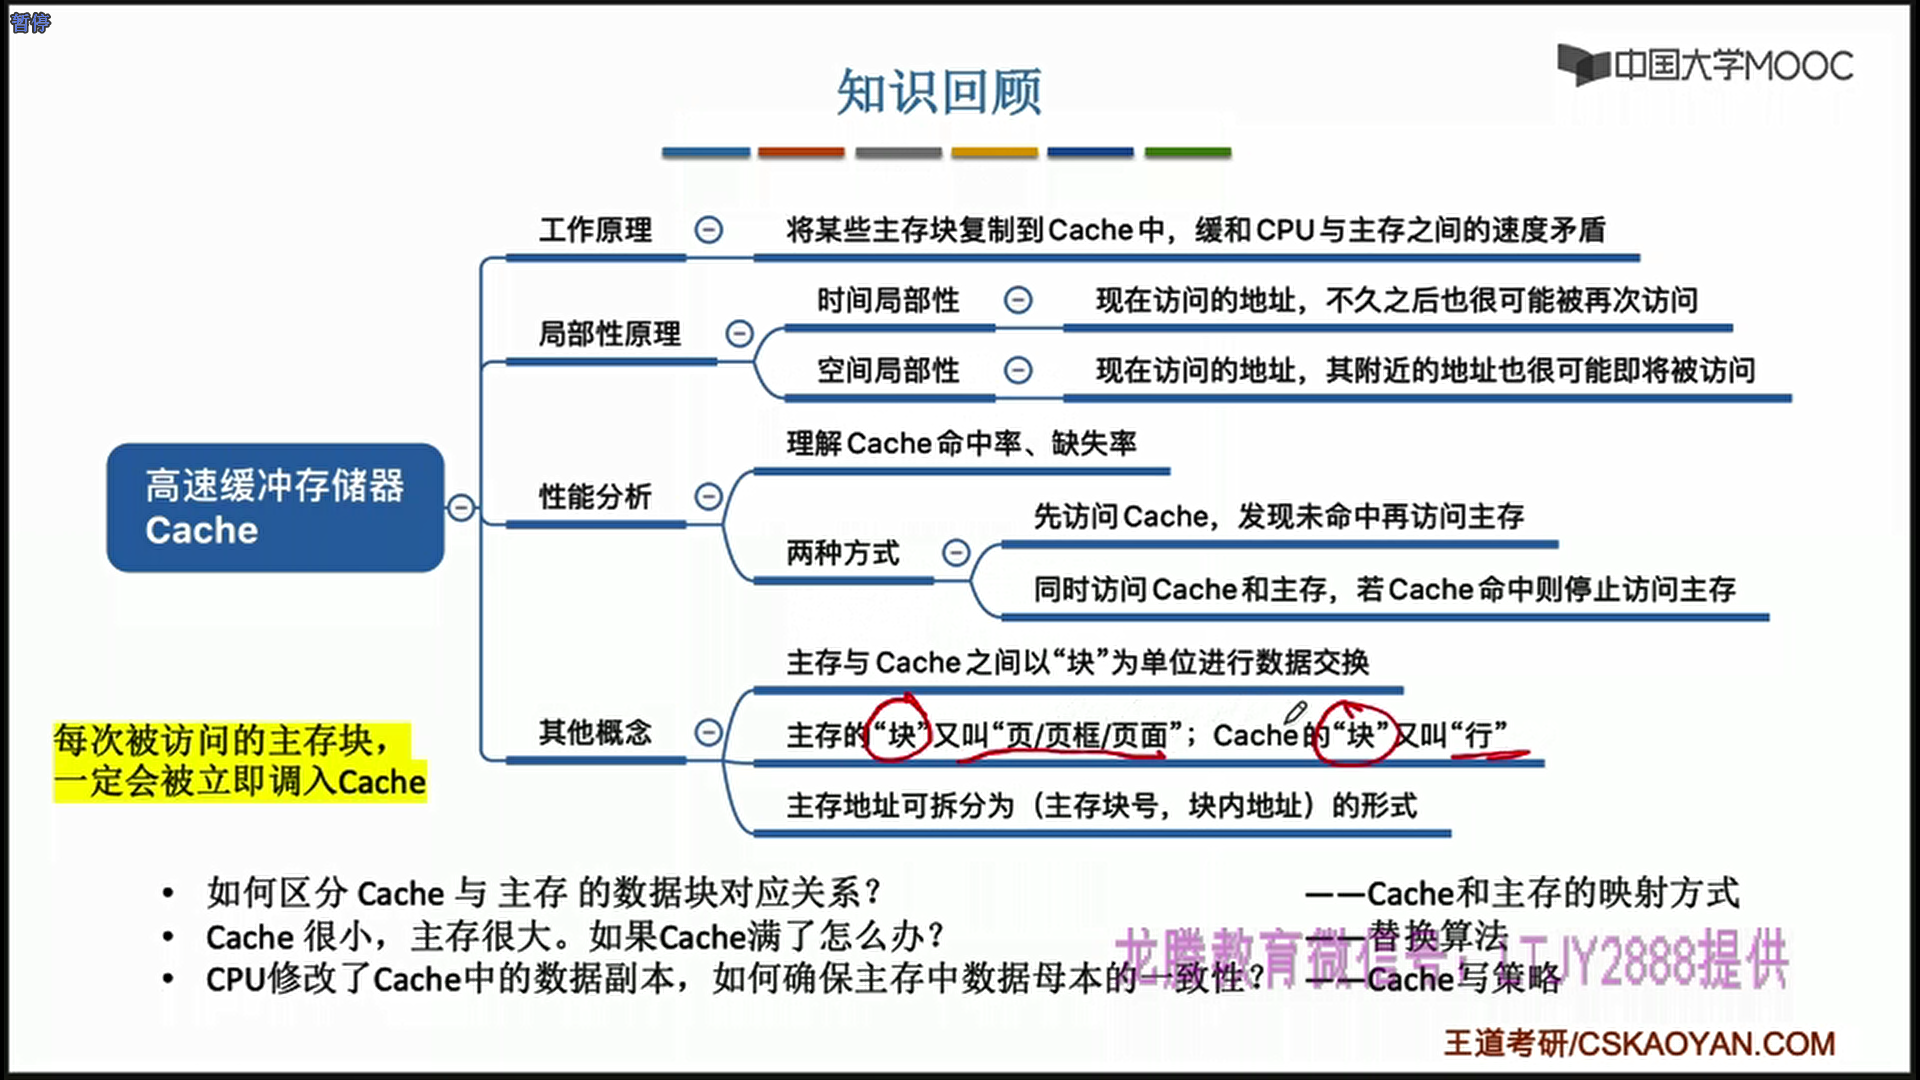 暂停
中国大学MOOC
知识回顾
工作原理
将某些主存块复制到Cache中，缓和CPU与主存之间的速度矛盾
局部性原理
时间局部性
现在访问的地址，不久之后也很可能被再次访问
空间局部性
现在访问的地址，其附近的地址也很可能即将被访问
高速缓冲存储器
Cache
性能分析
理解Cache命中率、缺失率
两种方式
先访问Cache，发现未命中再访问主存
同时访问Cache和主存，若Cache命中则停止访问主存
其他概念
主存与Cache之间以“块”为单位进行数据交换
主存的“块”又叫“页/页框/页面”；Cache的“块”又叫“行”
主存地址可拆分为（主存块号，块内地址）的形式
每次被访问的主存块，
一定会被立即调入Cache
• 如何区分 Cache 与 主存 的数据块对应关系？ ——Cache和主存的映射方式
• Cache 很小，主存很大。如果Cache满了怎么办？ ——替换算法
• CPU修改了Cache中的数据副本，如何确保主存中数据母本的一致性？ ——Cache写策略
龙腾教育微信号：LTJY2888提供
王道考研/CSKAOYAN.COM